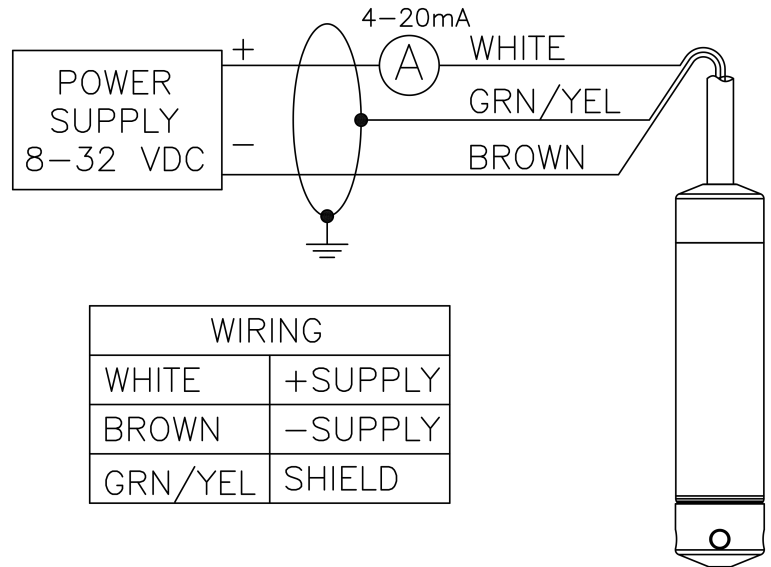 4-20mA
+
A
WHITE
POWER
SUPPLY
8-32 VDC
GRN/YEL
−
BROWN
WIRING
WHITE +SUPPLY
BROWN −SUPPLY
GRN/YEL SHIELD